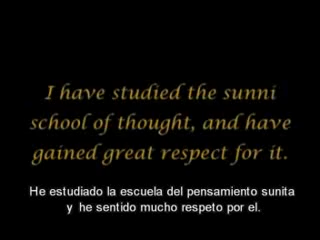 I have studied the sunni
school of thought, and have
gained great respect for it.
He estudiado la escuela del pensamiento sunita
y he sentido mucho respeto por el.